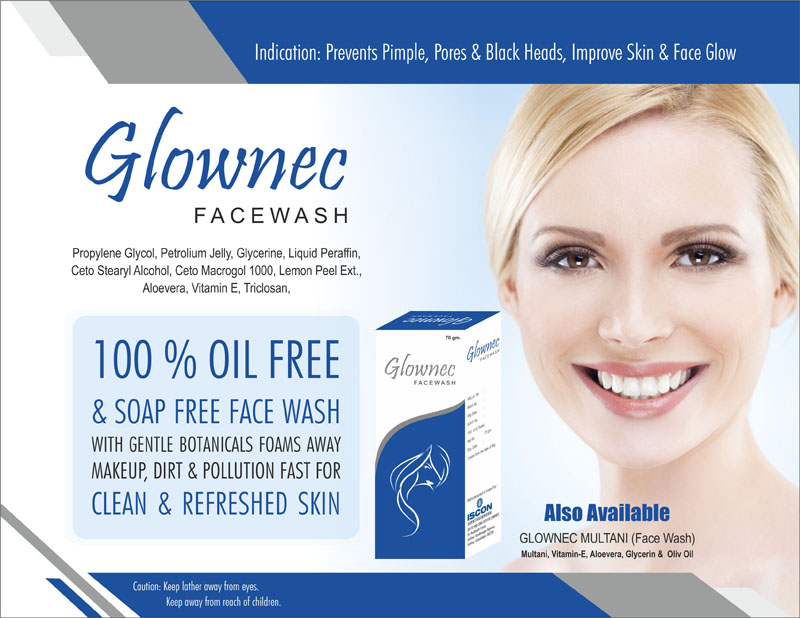 Indication: Prevents Pimple, Pores & Black Heads, Improve Skin & Face Glow
Glownec
FACEWASH
Propylene Glycol, Petrolium Jelly, Glycerine, Liquid Peraffin,
Ceto Stearyl Alcohol, Ceto Macrogol 1000, Lemon Peel Ext.,
Aloevera, Vitamin E, Triclosan,
100 % OIL FREE
& SOAP FREE FACE WASH
WITH GENTLE BOTANICALS FOAMS AWAY
MAKEUP, DIRT & POLLUTION FAST FOR
CLEAN & REFRESHED SKIN
70 gm.
Glownec
FACEWASH
Glownec
FACEWASH
ISCON
Also Available
GLOWNEC MULTANI (Face Wash)
Multani, Vitamin-E, Aloevera, Glycerin & Oliv Oil
Caution: Keep lather away from eyes.
Keep away from reach of children.